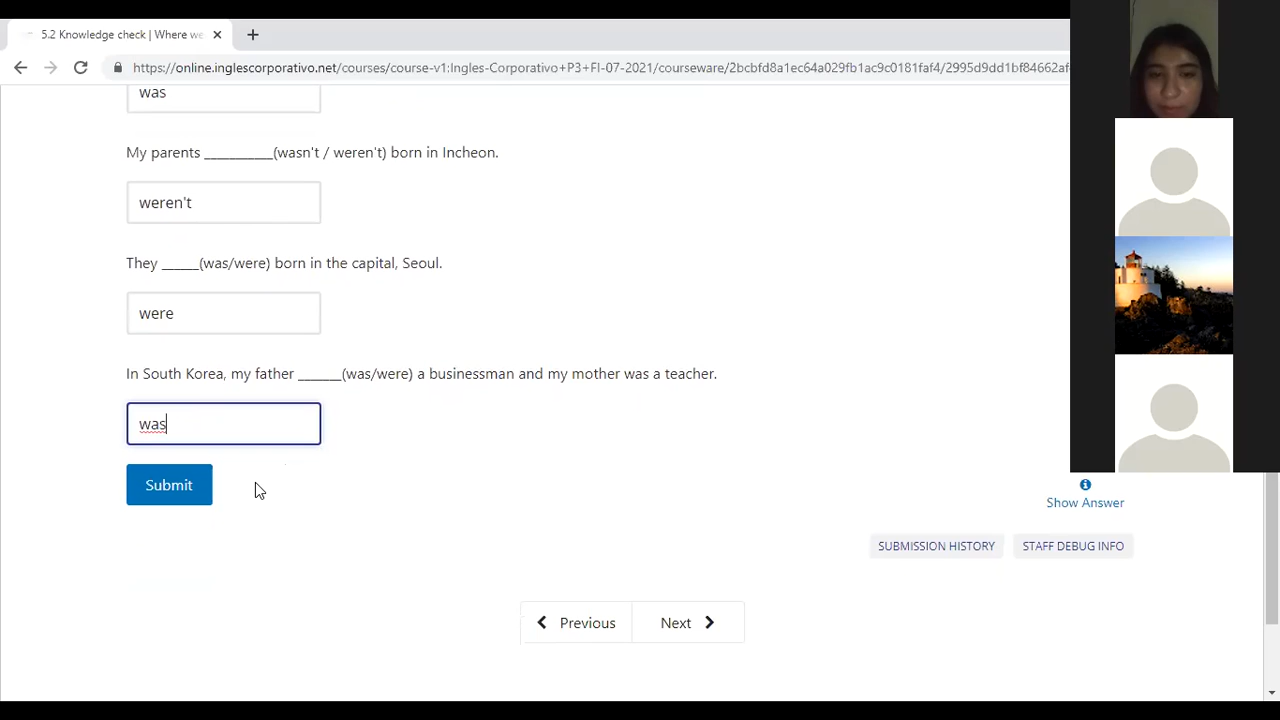 5.2 Knowledge check | Where we
https://online.inglescorporativo.net/courses/course-v1:Ingles-Corporativo+P3+FI-07-2021/courseware/2bcbfd8a1ec64a029fb1ac9c0181faf4/2995d9dd1bf84662af
was
My parents ___________(wasn't / weren't) born in Incheon.
weren't
They ______(was/were) born in the capital, Seoul.
were
In South Korea, my father _______(was/were) a businessman and my mother was a teacher.
was
Submit
Show Answer
SUBMISSION HISTORY
STAFF DEBUG INFO
Previous
Next